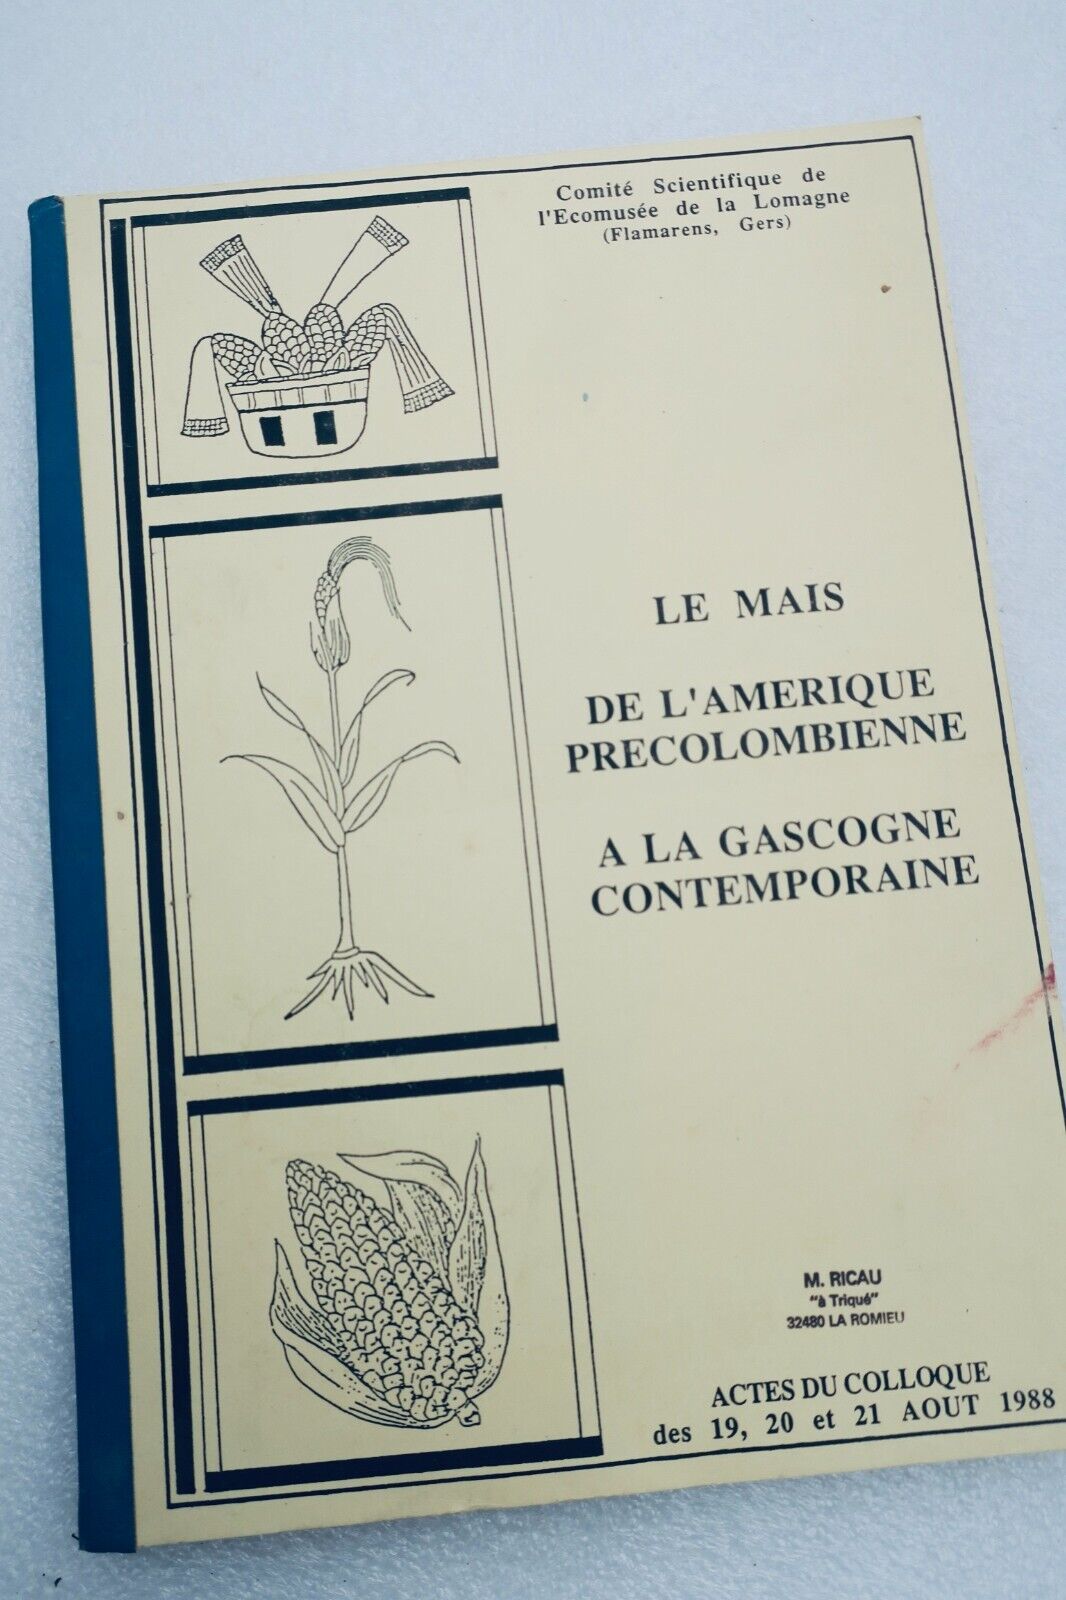 Comité Scientifique de
l'Ecomusée de la Lomagne
(Flamarens, Gers)
LE MAIS
DE L'AMERIQUE
PRECOLOMBIENNE
A LA GASCOGNE
CONTEMPORAINE
M. RICAU
"à Triqué"
32480 LA ROMIEU
ACTES DU COLLOQUE
des 19, 20 et 21 AOUT 1988